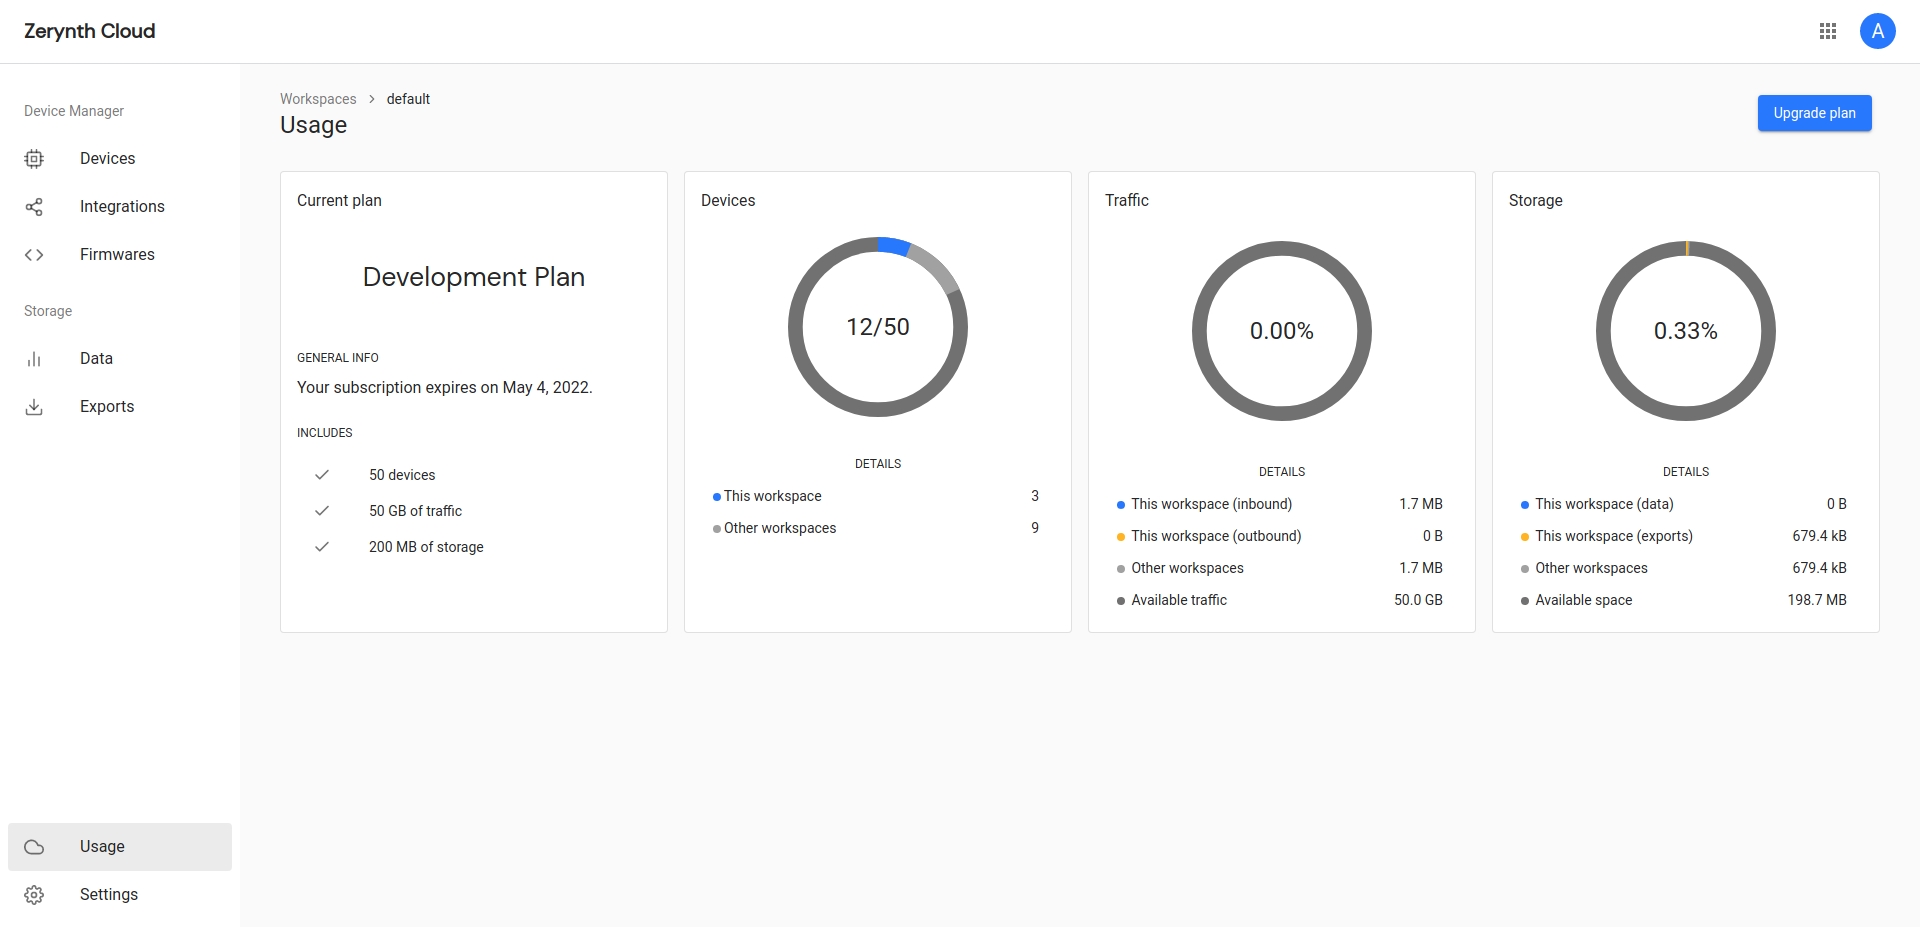 Zerynth Cloud
A
Device Manager
Devices
Integrations
Firmwares
Storage
Data
Exports
Usage
Settings
Workspaces > default
Usage
Upgrade plan
Current plan
Development Plan
GENERAL INFO
Your subscription expires on May 4, 2022.
INCLUDES
50 devices
50 GB of traffic
200 MB of storage
Devices
12/50
DETAILS
This workspace 3
Other workspaces 9
Traffic
0.00%
DETAILS
This workspace (inbound) 1.7 MB
This workspace (outbound) 0 B
Other workspaces 1.7 MB
Available traffic 50.0 GB
Storage
0.33%
DETAILS
This workspace (data) 0 B
This workspace (exports) 679.4 kB
Other workspaces 679.4 kB
Available space 198.7 MB